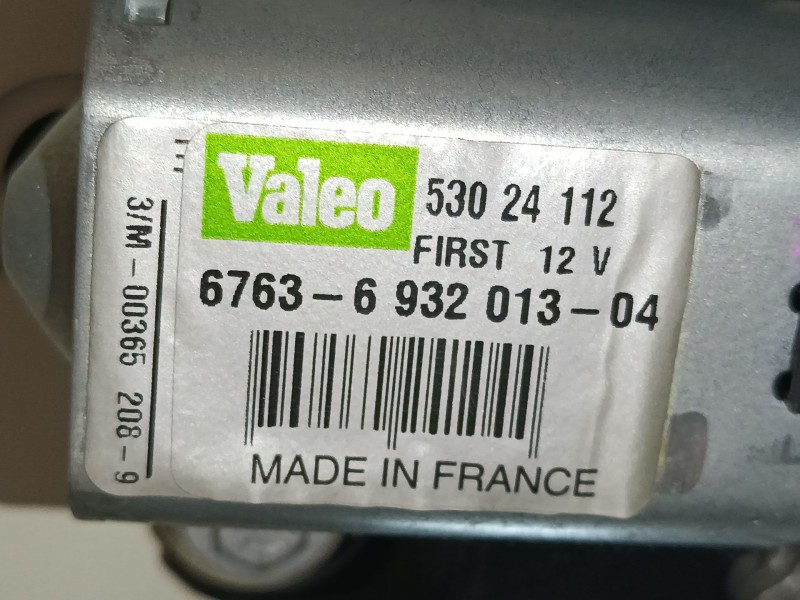 Valeo
530 24 112
FIRST 12 V
6763-6 932 013-04
MADE IN FRANCE
3/M-00365 208-9